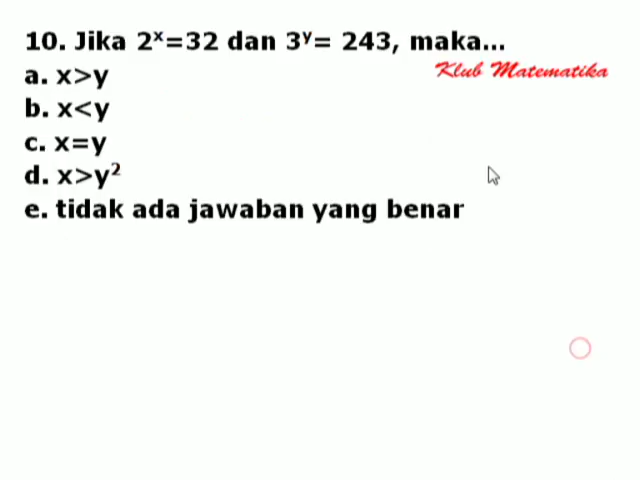 10. Jika 2ˣ=32 dan 3ʸ= 243, maka...
a. x>y
Klub Matematika
b. x<y
c. x=y
d. x>y²
e. tidak ada jawaban yang benar